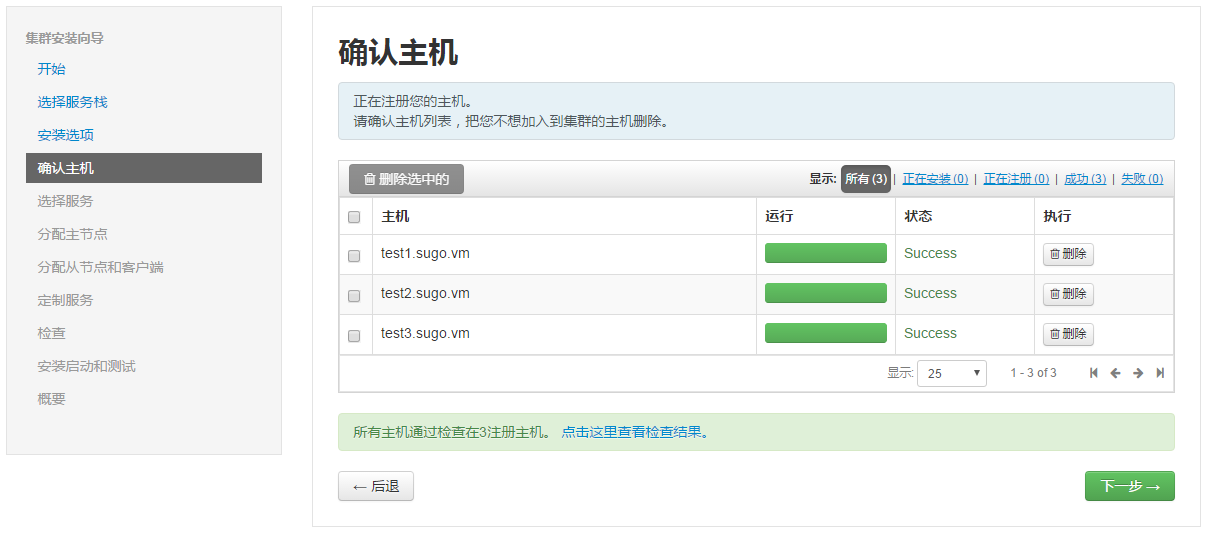 集群安装向导
开始
选择服务栈
安装选项
确认主机
选择服务
分配主节点
分配从节点和客户端
定制服务
检查
安装启动和测试
概要
确认主机
正在注册您的主机。
请确认主机列表，把您不想加入到集群的主机删除。
删除选中的 显示: 所有 (3) | 正在安装 (0) | 正在注册 (0) | 成功 (3) | 失败 (0)
主机 运行 状态 执行
test1.sugo.vm Success 删除
test2.sugo.vm Success 删除
test3.sugo.vm Success 删除
显示: 25 1 - 3 of 3
所有主机通过检查在3注册主机。 点击这里查看检查结果。
← 后退 下一步 →